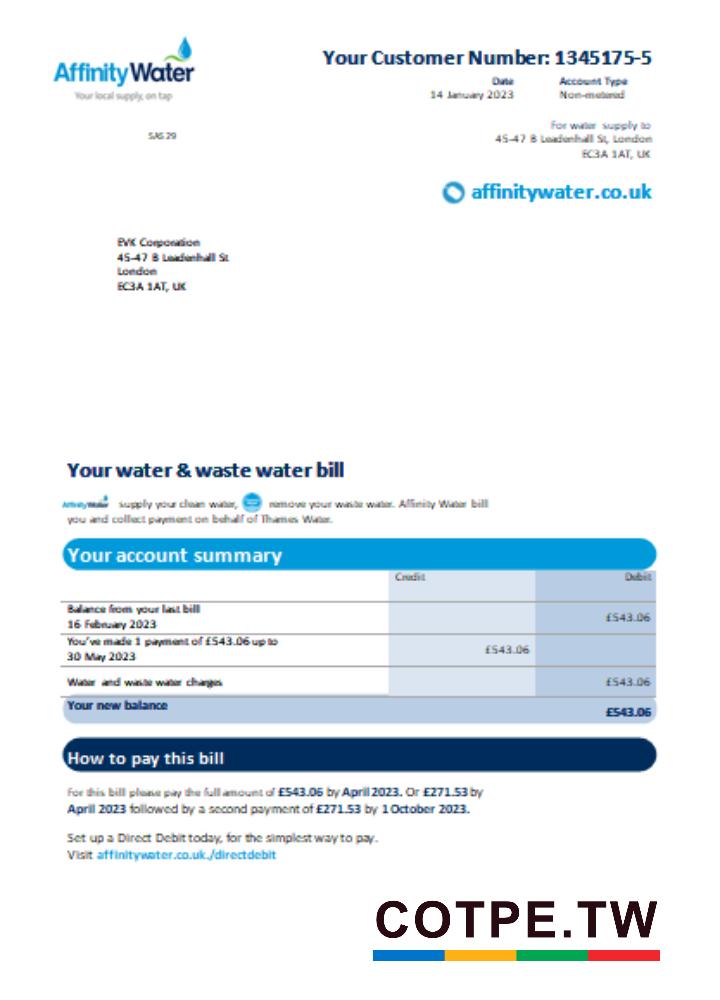 AffinityWater
Your local supply, on tap
Your Customer Number: 1345175-5
Date Account Type
14 January 2023 Non-metered
SAS 29
For water supply to
45-47 B Leadenhall St, London
EC3A 1AT, UK
affinitywater.co.uk
EVK Corporation
45-47 B Leadenhall St
London
EC3A 1AT, UK
Your water & waste water bill
AffinityWater supply your clean water, remove your waste water. Affinity Water bill
you and collect payment on behalf of Thames Water.
Your account summary
Credit Debit
Balance from your last bill
16 February 2023 £543.06
You've made 1 payment of £543.06 up to
30 May 2023 £543.06
Water and waste water charges £543.06
Your new balance £543.06
How to pay this bill
For this bill please pay the full amount of £543.06 by April 2023. Or £271.53 by
April 2023 followed by a second payment of £271.53 by 1 October 2023.
Set up a Direct Debit today, for the simplest way to pay.
Visit affinitywater.co.uk./directdebit
COTPE.TW